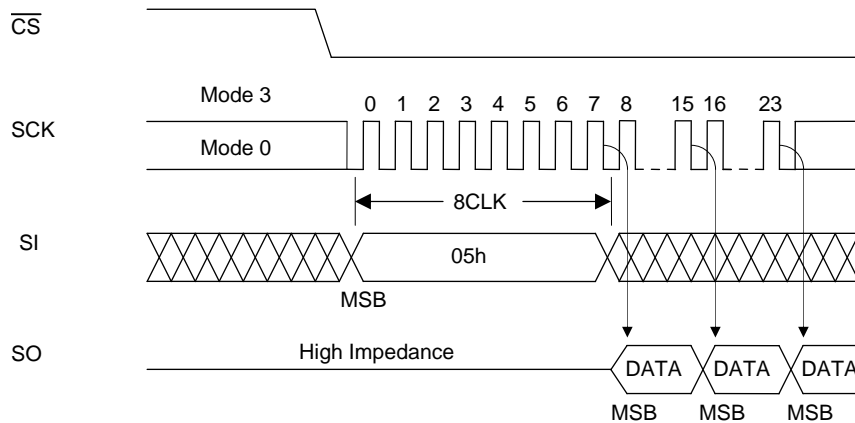 CS
Mode 3
0 1 2 3 4 5 6 7 8 15 16 23
SCK
Mode 0
8CLK
SI
05h
MSB
SO
High Impedance
DATA DATA DATA
MSB MSB MSB